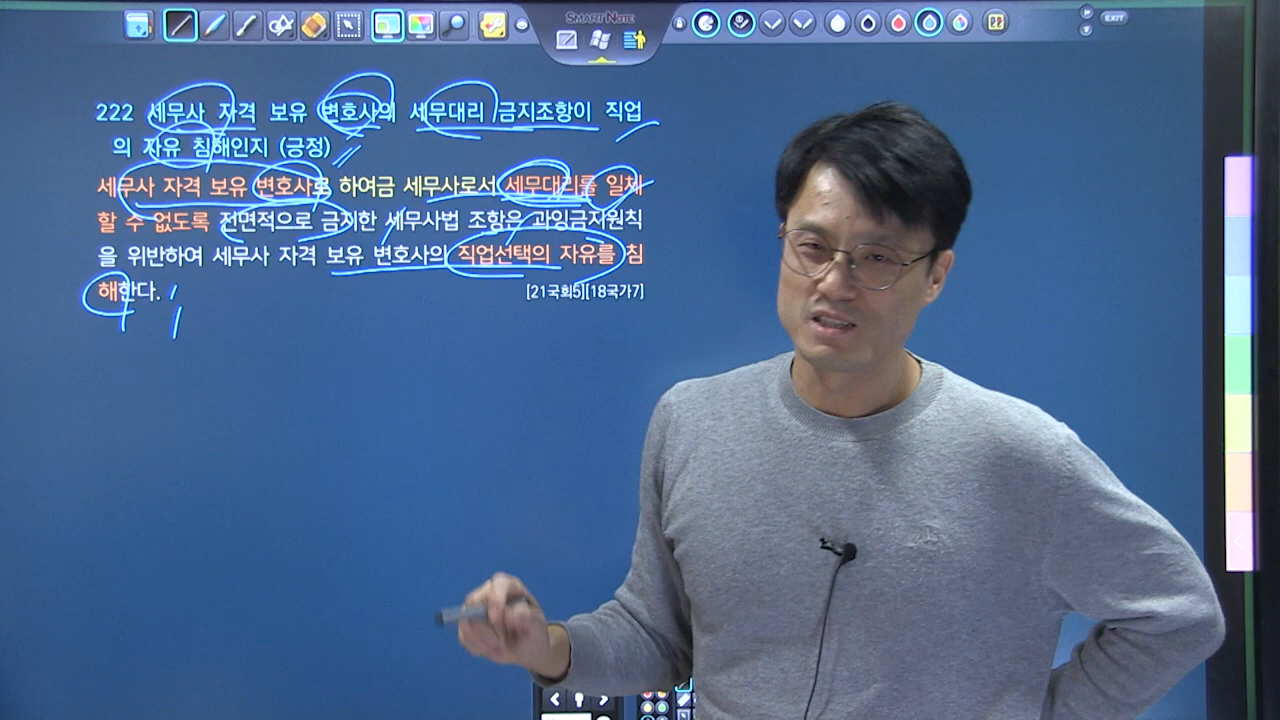 SMART NOTE
EXIT
222 세무사 자격 보유 변호사의 세무대리 금지조항이 직업
의 자유 침해인지 (긍정)
세무사 자격 보유 변호사로 하여금 세무사로서 세무대리를 일체
할 수 없도록 전면적으로 금지한 세무사법 조항은 과잉금지원칙
을 위반하여 세무사 자격 보유 변호사의 직업선택의 자유를 침
해한다.
[21국회5][18국가7]